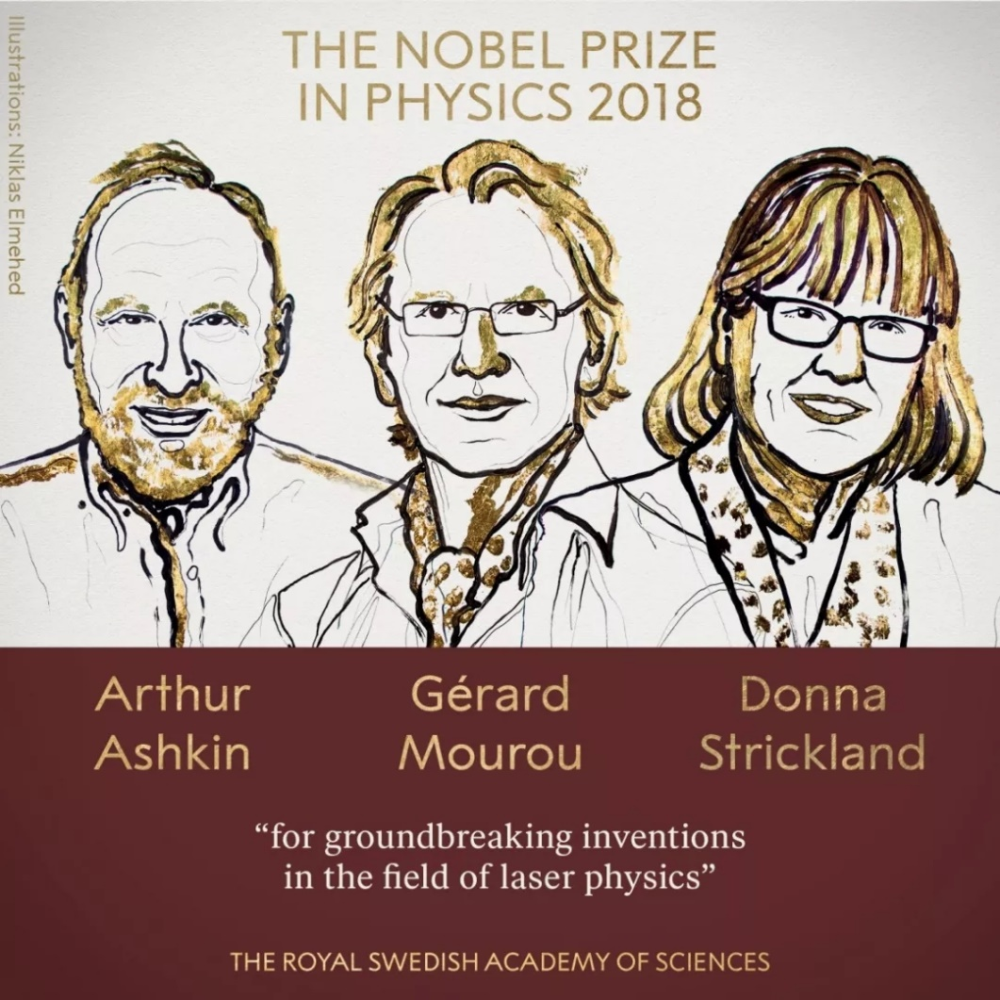 Illustrations: Niklas Elmehed
THE NOBEL PRIZE
IN PHYSICS 2018
Arthur
Ashkin
Gérard
Mourou
Donna
Strickland
“for groundbreaking inventions
in the field of laser physics”
THE ROYAL SWEDISH ACADEMY OF SCIENCES